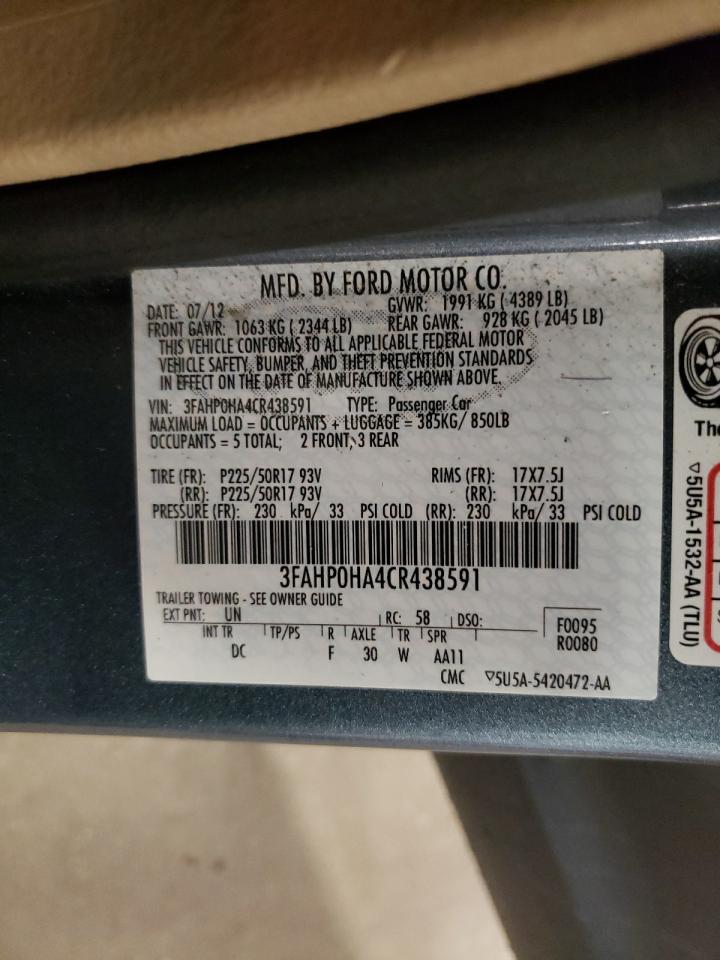 MFD. BY FORD MOTOR CO.
DATE: 07/12 GVWR: 1991 KG ( 4389 LB)
FRONT GAWR: 1063 KG ( 2344 LB) REAR GAWR: 928 KG ( 2045 LB)
THIS VEHICLE CONFORMS TO ALL APPLICABLE FEDERAL MOTOR
VEHICLE SAFETY, BUMPER, AND THEFT PREVENTION STANDARDS
IN EFFECT ON THE DATE OF MANUFACTURE SHOWN ABOVE.
VIN: 3FAHP0HA4CR438591 TYPE: Passenger Car
MAXIMUM LOAD = OCCUPANTS + LUGGAGE = 385KG/ 850LB
OCCUPANTS = 5 TOTAL; 2 FRONT, 3 REAR
TIRE (FR): P225/50R17 93V RIMS (FR): 17X7.5J
(RR): P225/50R17 93V (RR): 17X7.5J
PRESSURE (FR): 230 kPa/ 33 PSI COLD (RR): 230 kPa/ 33 PSI COLD
3FAHP0HA4CR438591
TRAILER TOWING - SEE OWNER GUIDE
EXT PNT: UN RC: 58 DSO: F0095
INT TR TP/PS R AXLE TR SPR R0080
DC F 30 W AA11
CMC ▽5U5A-5420472-AA
The
▽5U5A-1532-AA (TLU)